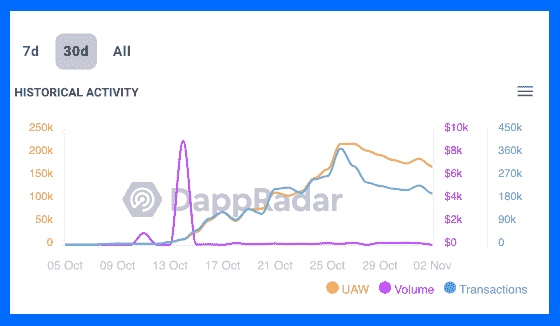 7d 30d All
HISTORICAL ACTIVITY
250k $10k 450k
200k $8k 360k
150k $6k 270k
100k $4k 180k
50k $2k 90k
0 $0 0
DappRadar
05 Oct 09 Oct 13 Oct 17 Oct 21 Oct 25 Oct 29 Oct 02 Nov
UAW Volume Transactions